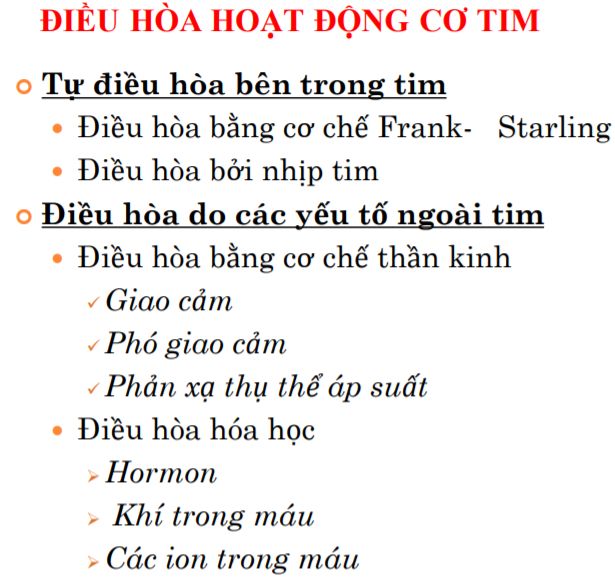 ĐIỀU HÒA HOẠT ĐỘNG CƠ TIM
Tự điều hòa bên trong tim
Điều hòa bằng cơ chế Frank- Starling
Điều hòa bởi nhịp tim
Điều hòa do các yếu tố ngoài tim
Điều hòa bằng cơ chế thần kinh
Giao cảm
Phó giao cảm
Phản xạ thụ thể áp suất
Điều hòa hóa học
Hormon
Khí trong máu
Các ion trong máu